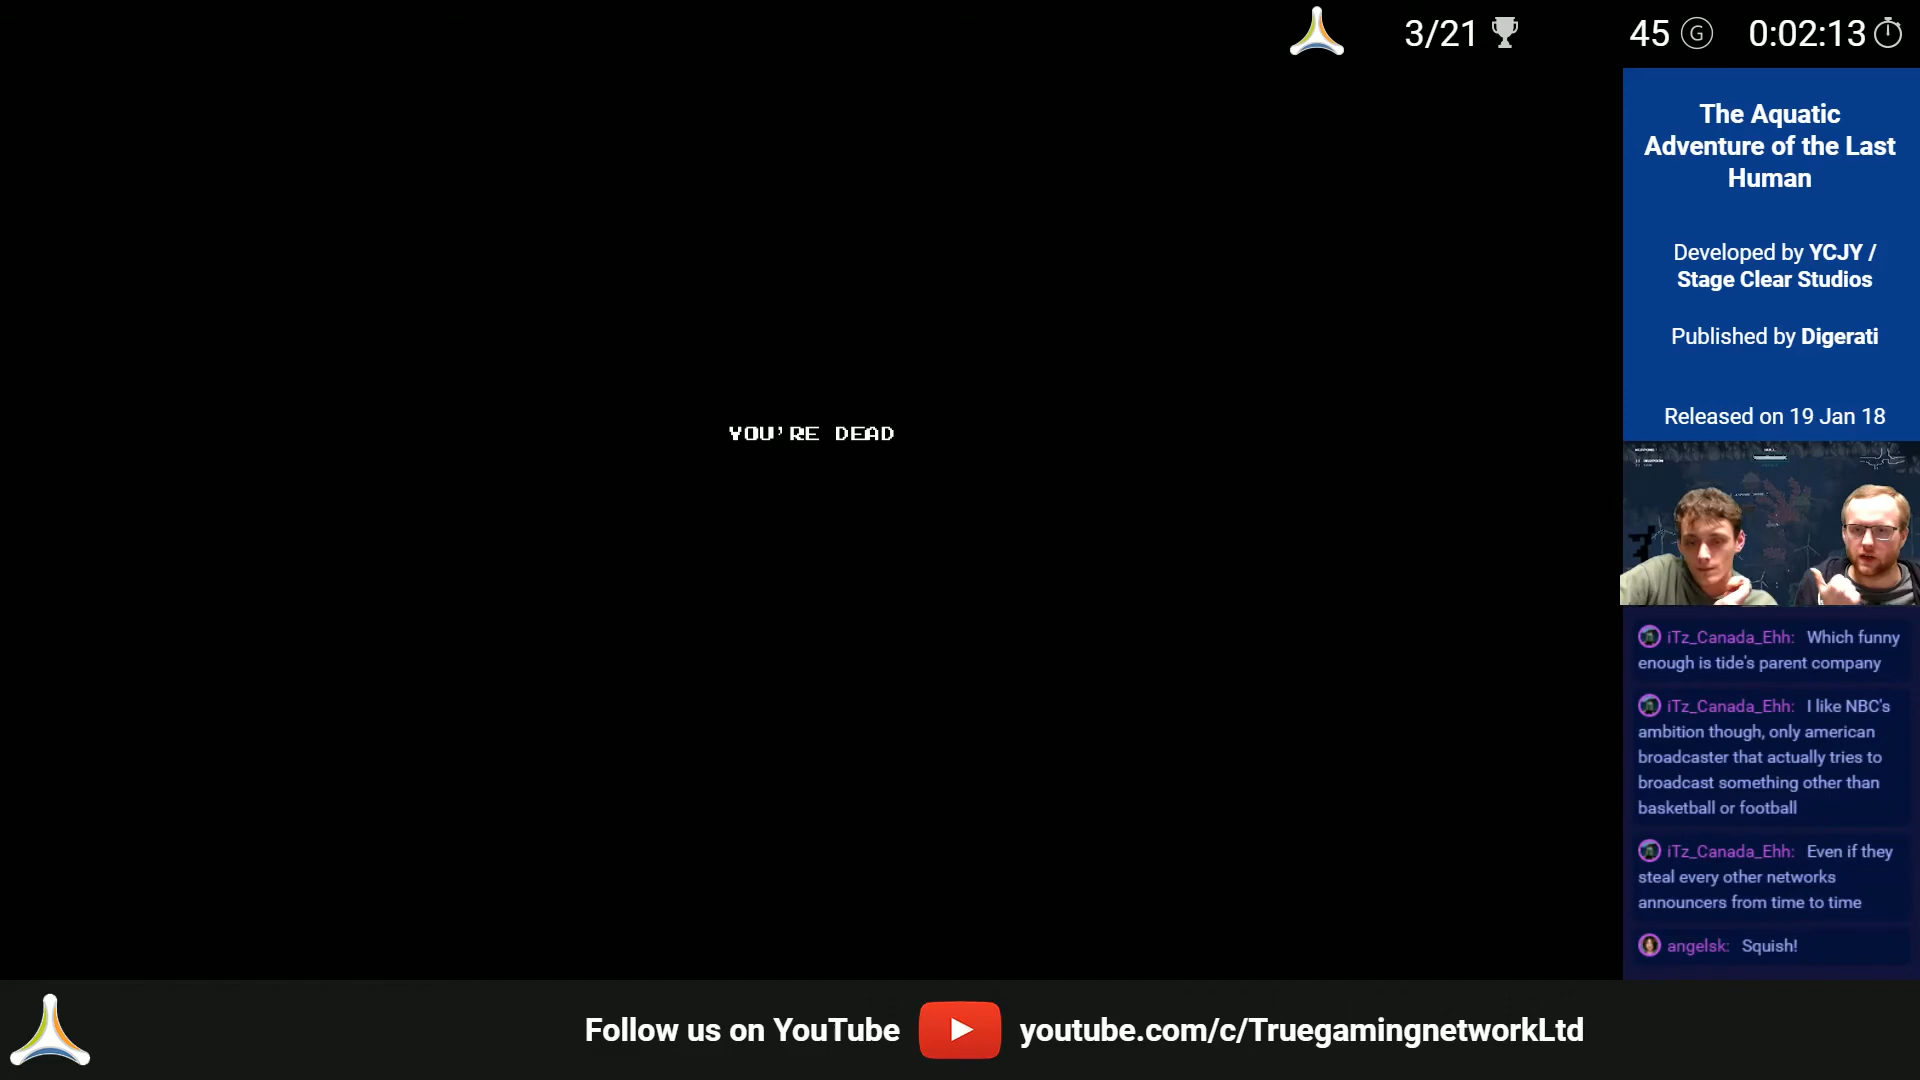 3/21
45 G 0:02:13
The Aquatic
Adventure of the Last
Human
Developed by YCJY /
Stage Clear Studios
Published by Digerati
Released on 19 Jan 18
YOU'RE DEAD
iTz_Canada_Ehh: Which funny
enough is tide's parent company
iTz_Canada_Ehh: I like NBC's
ambition though, only american
broadcaster that actually tries to
broadcast something other than
basketball or football
iTz_Canada_Ehh: Even if they
steal every other networks
announcers from time to time
angelsk: Squish!
Follow us on YouTube youtube.com/c/TruegamingnetworkLtd